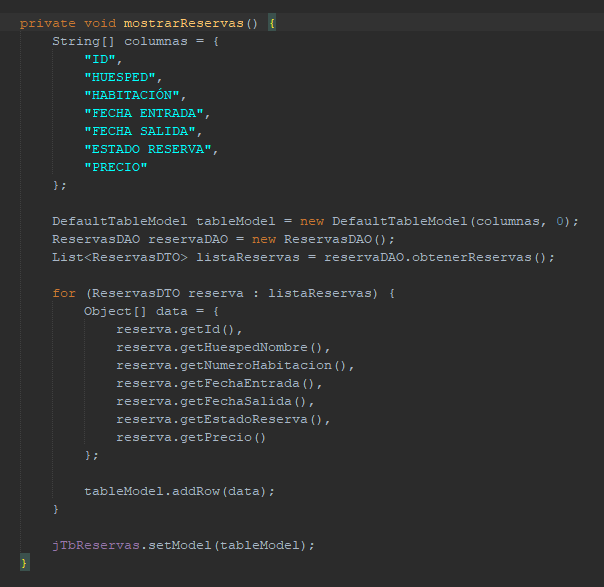 private void mostrarReservas() {
String[] columnas = {
"ID",
"HUESPED",
"HABITACIÓN",
"FECHA ENTRADA",
"FECHA SALIDA",
"ESTADO RESERVA",
"PRECIO"
};
DefaultTableModel tableModel = new DefaultTableModel(columnas, 0);
ReservasDAO reservaDAO = new ReservasDAO();
List<ReservasDTO> listaReservas = reservaDAO.obtenerReservas();
for (ReservasDTO reserva : listaReservas) {
Object[] data = {
reserva.getId(),
reserva.getHuespedNombre(),
reserva.getNumeroHabitacion(),
reserva.getFechaEntrada(),
reserva.getFechaSalida(),
reserva.getEstadoReserva(),
reserva.getPrecio()
};
tableModel.addRow(data);
}
jTbReservas.setModel(tableModel);
}